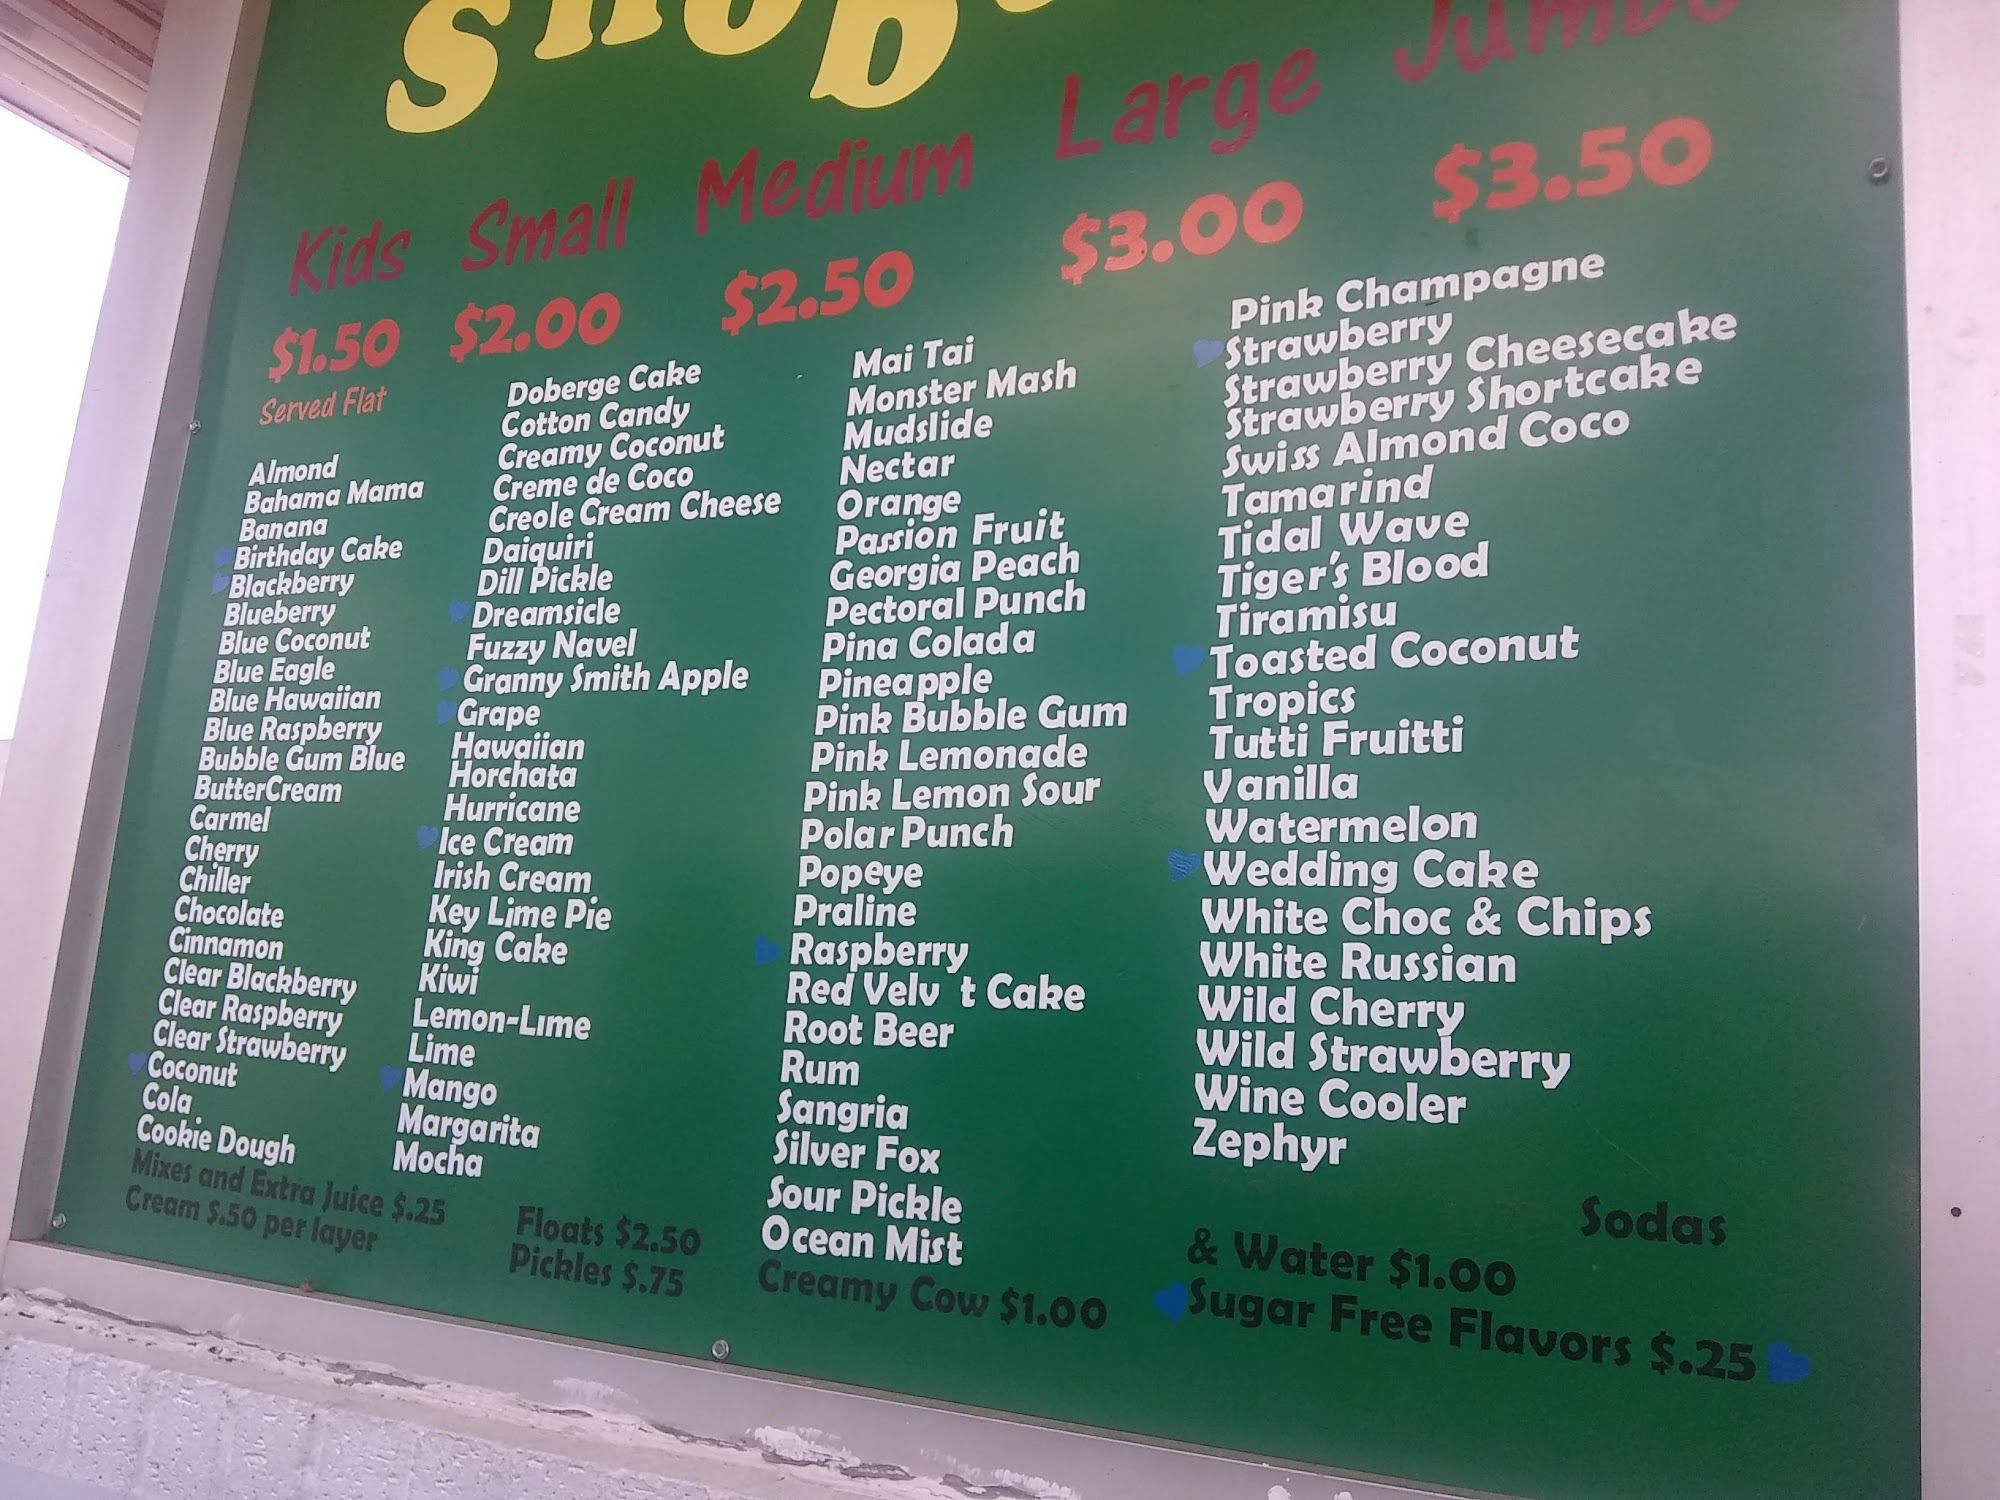 Kids Small Medium Large Jumbo
$1.50 $2.00 $2.50 $3.00 $3.50
Served Flat
Almond
Bahama Mama
Banana
Birthday Cake
Blackberry
Blueberry
Blue Coconut
Blue Eagle
Blue Hawaiian
Blue Raspberry
Bubble Gum Blue
ButterCream
Carmel
Cherry
Chiller
Chocolate
Cinnamon
Clear Blackberry
Clear Raspberry
Clear Strawberry
Coconut
Cola
Cookie Dough
Mixes and Extra Juice $.25
Cream $.50 per layer
Doberge Cake
Cotton Candy
Creamy Coconut
Creme de Coco
Creole Cream Cheese
Daiquiri
Dill Pickle
Dreamsicle
Fuzzy Navel
Granny Smith Apple
Grape
Hawaiian
Horchata
Hurricane
Ice Cream
Irish Cream
Key Lime Pie
King Cake
Kiwi
Lemon-Lime
Lime
Mango
Margarita
Mocha
Floats $2.50
Pickles $.75
Mai Tai
Monster Mash
Mudslide
Nectar
Orange
Passion Fruit
Georgia Peach
Pectoral Punch
Pina Colada
Pineapple
Pink Bubble Gum
Pink Lemonade
Pink Lemon Sour
Polar Punch
Popeye
Praline
Raspberry
Red Velv t Cake
Root Beer
Rum
Sangria
Silver Fox
Sour Pickle
Ocean Mist
Creamy Cow $1.00
Pink Champagne
Strawberry
Strawberry Cheesecake
Strawberry Shortcake
Swiss Almond Coco
Tamarind
Tidal Wave
Tiger's Blood
Tiramisu
Toasted Coconut
Tropics
Tutti Fruitti
Vanilla
Watermelon
Wedding Cake
White Choc & Chips
White Russian
Wild Cherry
Wild Strawberry
Wine Cooler
Zephyr
Sodas
& Water $1.00
Sugar Free Flavors $.25